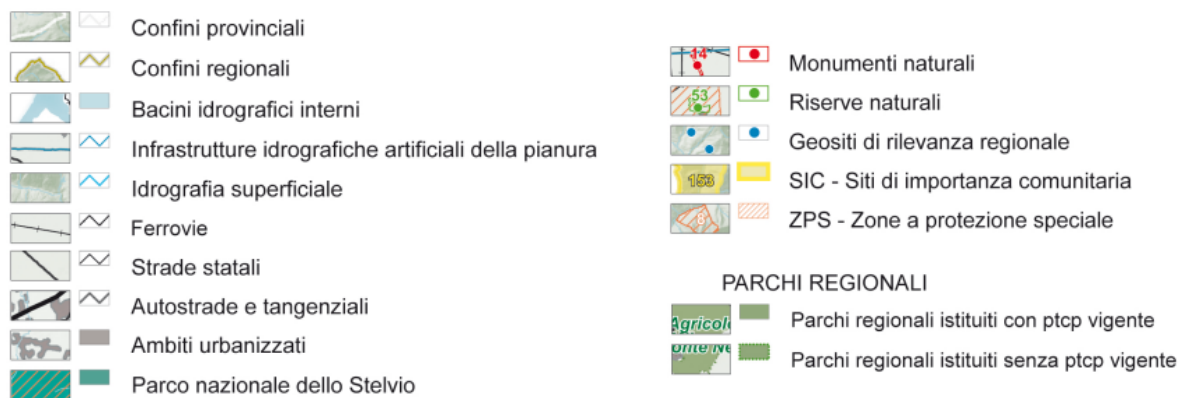 Confini provinciali
Confini regionali
Bacini idrografici interni
Infrastrutture idrografiche artificiali della pianura
Idrografia superficiale
Ferrovie
Strade statali
Autostrade e tangenziali
Ambiti urbanizzati
Parco nazionale dello Stelvio
14
Monumenti naturali
53
Riserve naturali
Geositi di rilevanza regionale
153
SIC - Siti di importanza comunitaria
8
ZPS - Zone a protezione speciale
PARCHI REGIONALI
Agricol
Parchi regionali istituiti con ptcp vigente
onte Ne
Parchi regionali istituiti senza ptcp vigente